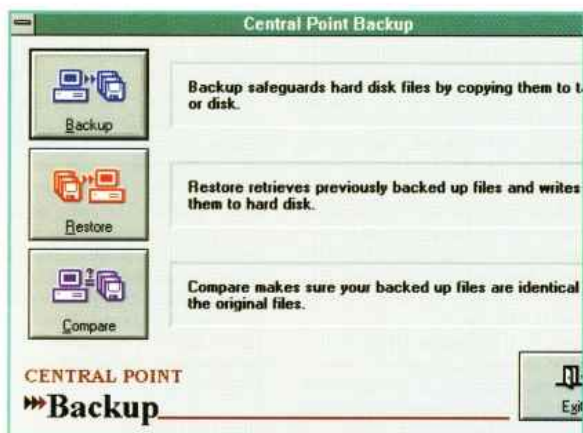 Central Point Backup
Backup safeguards hard disk files by copying them to
or disk.
Backup
Restore retrieves previously backed up files and writes
them to hard disk.
Restore
Compare makes sure your backed up files are identical
the original files.
Compare
CENTRAL POINT
Backup